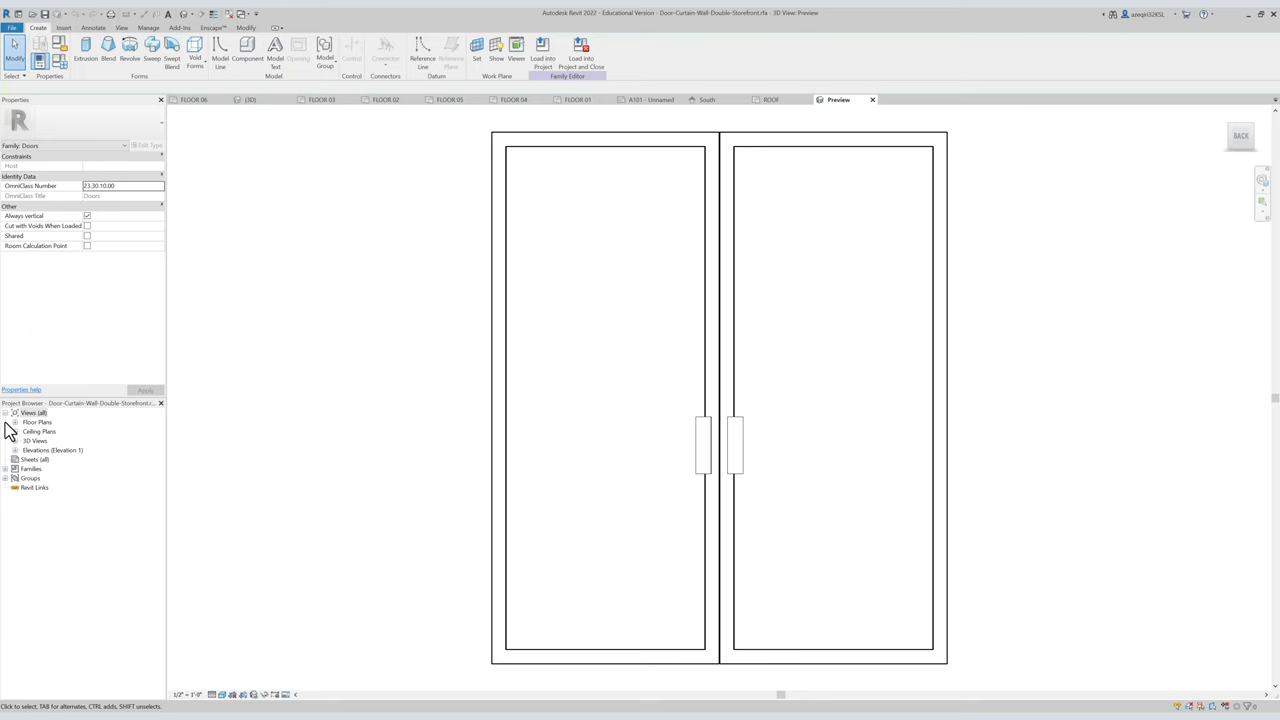 Autodesk Revit 2022 - Educational Version - Door-Curtain-Wall-Double-Storefront.rfa - 3D View: Preview
azegki32KSL
File Create Insert Annotate View Manage Add-Ins Enscape™ Modify
Modify Extrusion Blend Revolve Sweep Swept Blend Void Forms Model Line Component Model Text Opening Model Group Control Connector Reference Line Reference Plane Set Show Viewer Load into Project Load into Project and Close
Select Properties Forms Model Control Connectors Datum Work Plane Family Editor
Properties
FLOOR 06 {3D} FLOOR 03 FLOOR 02 FLOOR 05 FLOOR 04 FLOOR 01 A101 - Unnamed South ROOF Preview
R
BACK
Family: Doors Edit Type
Constraints
Host
Identity Data
OmniClass Number 23.30.10.00
OmniClass Title Doors
Other
Always vertical
Cut with Voids When Loaded
Shared
Room Calculation Point
Properties help Apply
Project Browser - Door-Curtain-Wall-Double-Storefront.r...
Views (all)
Floor Plans
Ceiling Plans
3D Views
Elevations (Elevation 1)
Sheets (all)
Families
Groups
Revit Links
1/2" = 1'-0"
Click to select, TAB for alternates, CTRL adds, SHIFT unselects.
:0